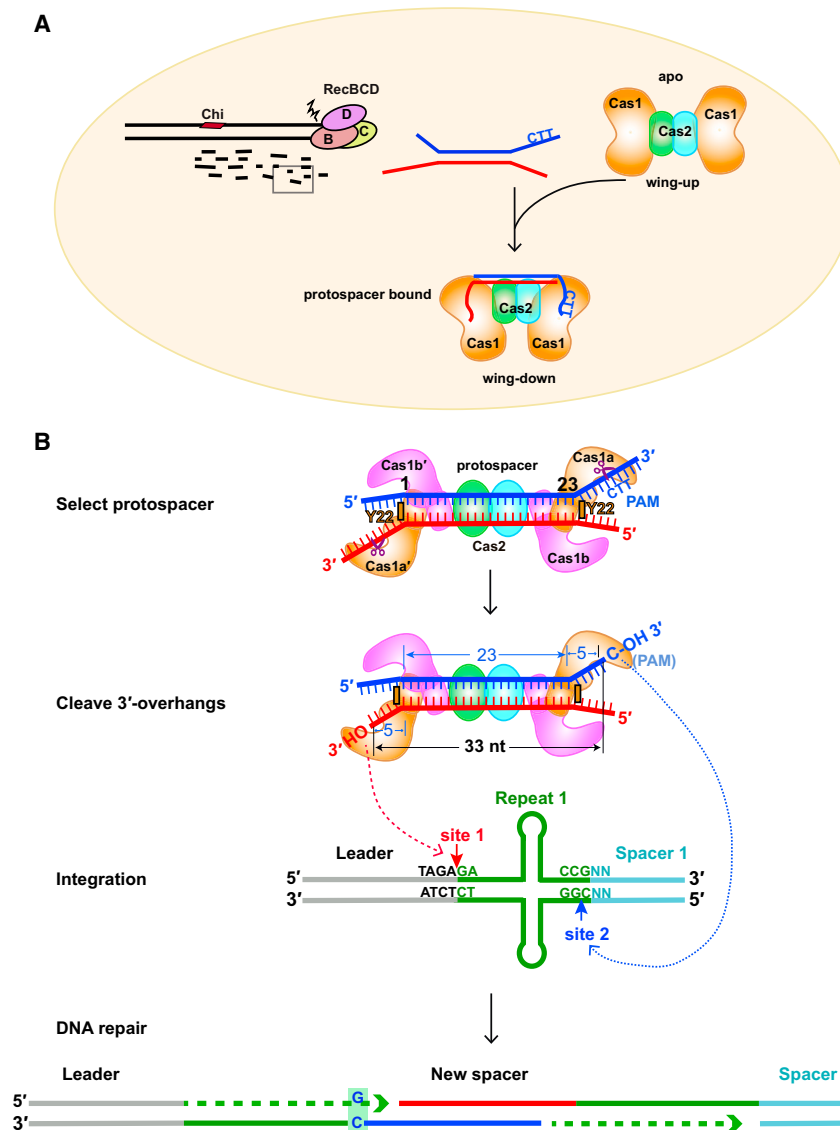 A
RecBCD
Chi
D
B
C
CTT
apo
Cas1
Cas1
Cas2
wing-up
protospacer bound
CTT
Cas2
Cas1
Cas1
wing-down
B
Select protospacer
Cas1b′
protospacer
Cas1a
3′
1
23
CTT
PAM
5′
Y22
Y22
5′
3′
Cas1a′
Cas2
Cas1b
Cleave 3′-overhangs
23
5
C-OH 3′
(PAM)
5′
5′
3′ HO
5
33 nt
Repeat 1
site 1
Leader
Spacer 1
Integration
TAGAGA
CCGNN
5′
3′
ATCTCT
GGCNN
3′
5′
site 2
DNA repair
Leader
New spacer
Spacer
5′
G
3′
C